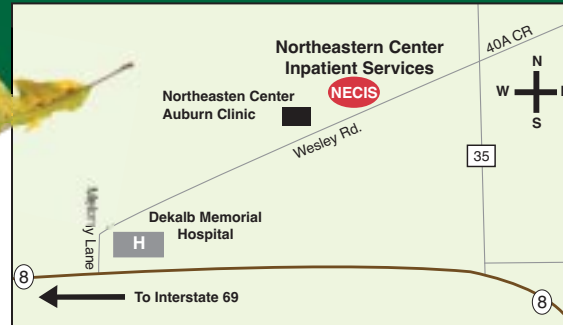 Northeastern Center
Inpatient Services
NECIS
40A CR
N
W
S
Northeasten Center
Auburn Clinic
Wesley Rd.
35
Dekalb Memorial
Hospital
H
Lane
8
To Interstate 69
8